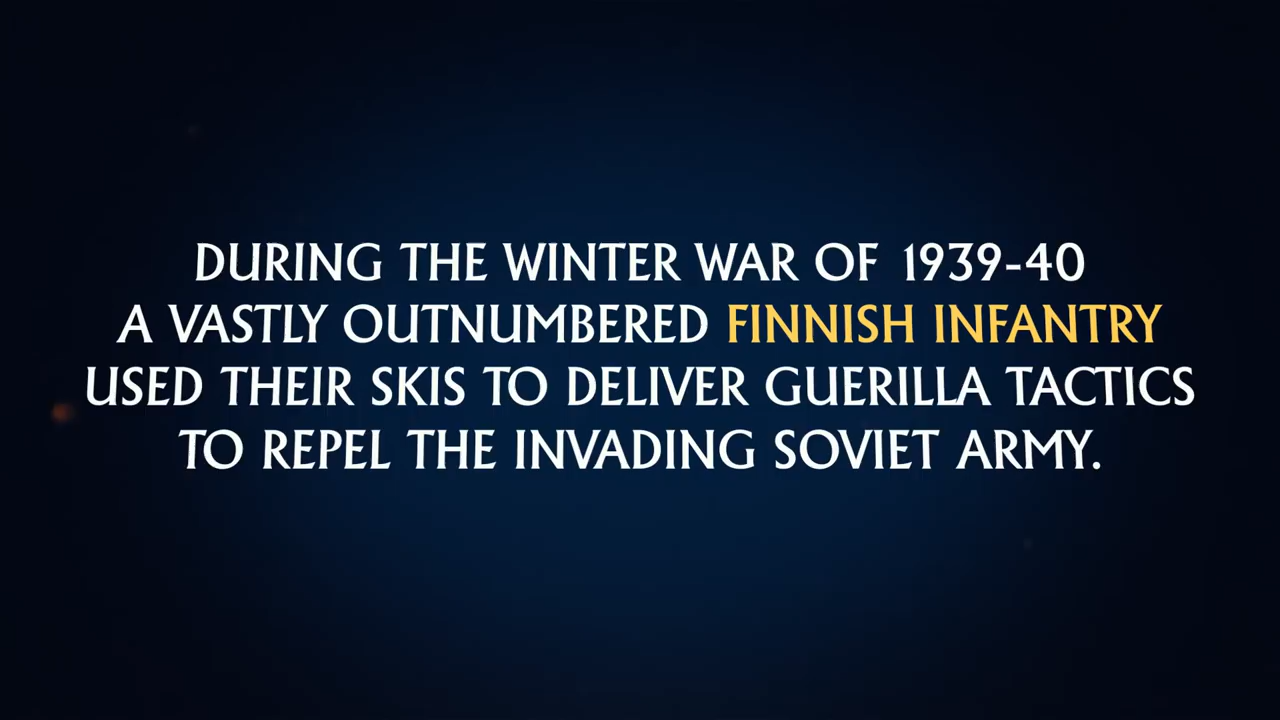 DURING THE WINTER WAR OF 1939-40
A VASTLY OUTNUMBERED FINNISH INFANTRY
USED THEIR SKIS TO DELIVER GUERILLA TACTICS
TO REPEL THE INVADING SOVIET ARMY.